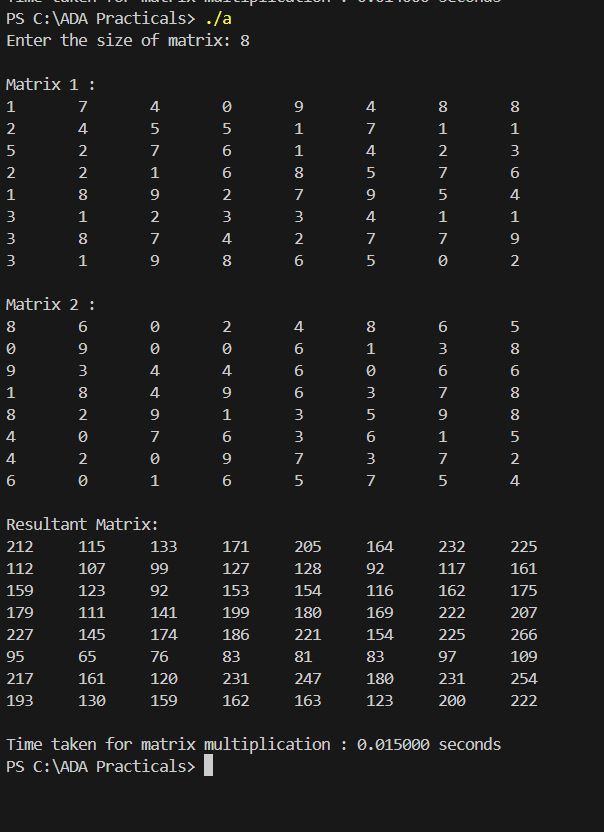 Time taken for matrix multiplication : 0.014000 seconds
PS C:\ADA Practicals> ./a
Enter the size of matrix: 8
Matrix 1 :
1 7 4 0 9 4 8 8
2 4 5 5 1 7 1 1
5 2 7 6 1 4 2 3
2 2 1 6 8 5 7 6
1 8 9 2 7 9 5 4
3 1 2 3 3 4 1 1
3 8 7 4 2 7 7 9
3 1 9 8 6 5 0 2
Matrix 2 :
8 6 0 2 4 8 6 5
0 9 0 0 6 1 3 8
9 3 4 4 6 0 6 6
1 8 4 9 6 3 7 8
8 2 9 1 3 5 9 8
4 0 7 6 3 6 1 5
4 2 0 9 7 3 7 2
6 0 1 6 5 7 5 4
Resultant Matrix:
212 115 133 171 205 164 232 225
112 107 99 127 128 92 117 161
159 123 92 153 154 116 162 175
179 111 141 199 180 169 222 207
227 145 174 186 221 154 225 266
95 65 76 83 81 83 97 109
217 161 120 231 247 180 231 254
193 130 159 162 163 123 200 222
Time taken for matrix multiplication : 0.015000 seconds
PS C:\ADA Practicals>